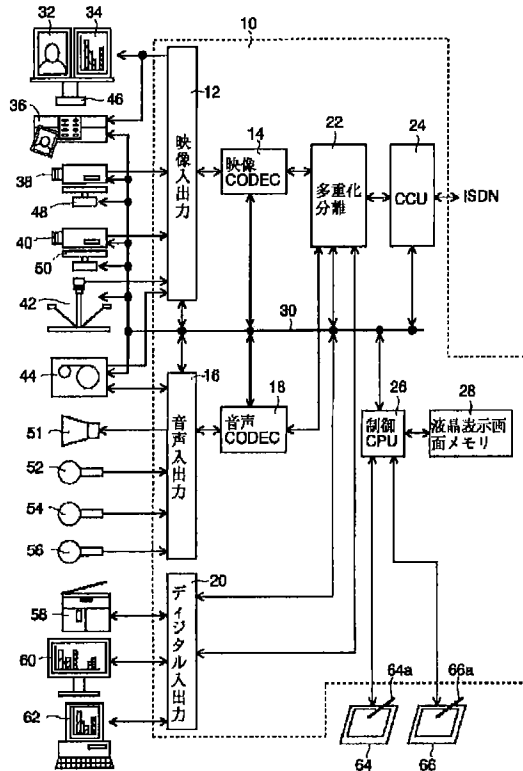 32
34
10
46
36
12
38
48
40
50
42
44
51
52
54
56
58
60
62
映像入出力
14
映像
CODEC
22
多重化
分離
24
CCU
ISDN
30
16
音声入出力
18
音声
CODEC
26
制御
CPU
28
液晶表示画
面メモリ
20
ディジタル入出力
64a
66a
64
66